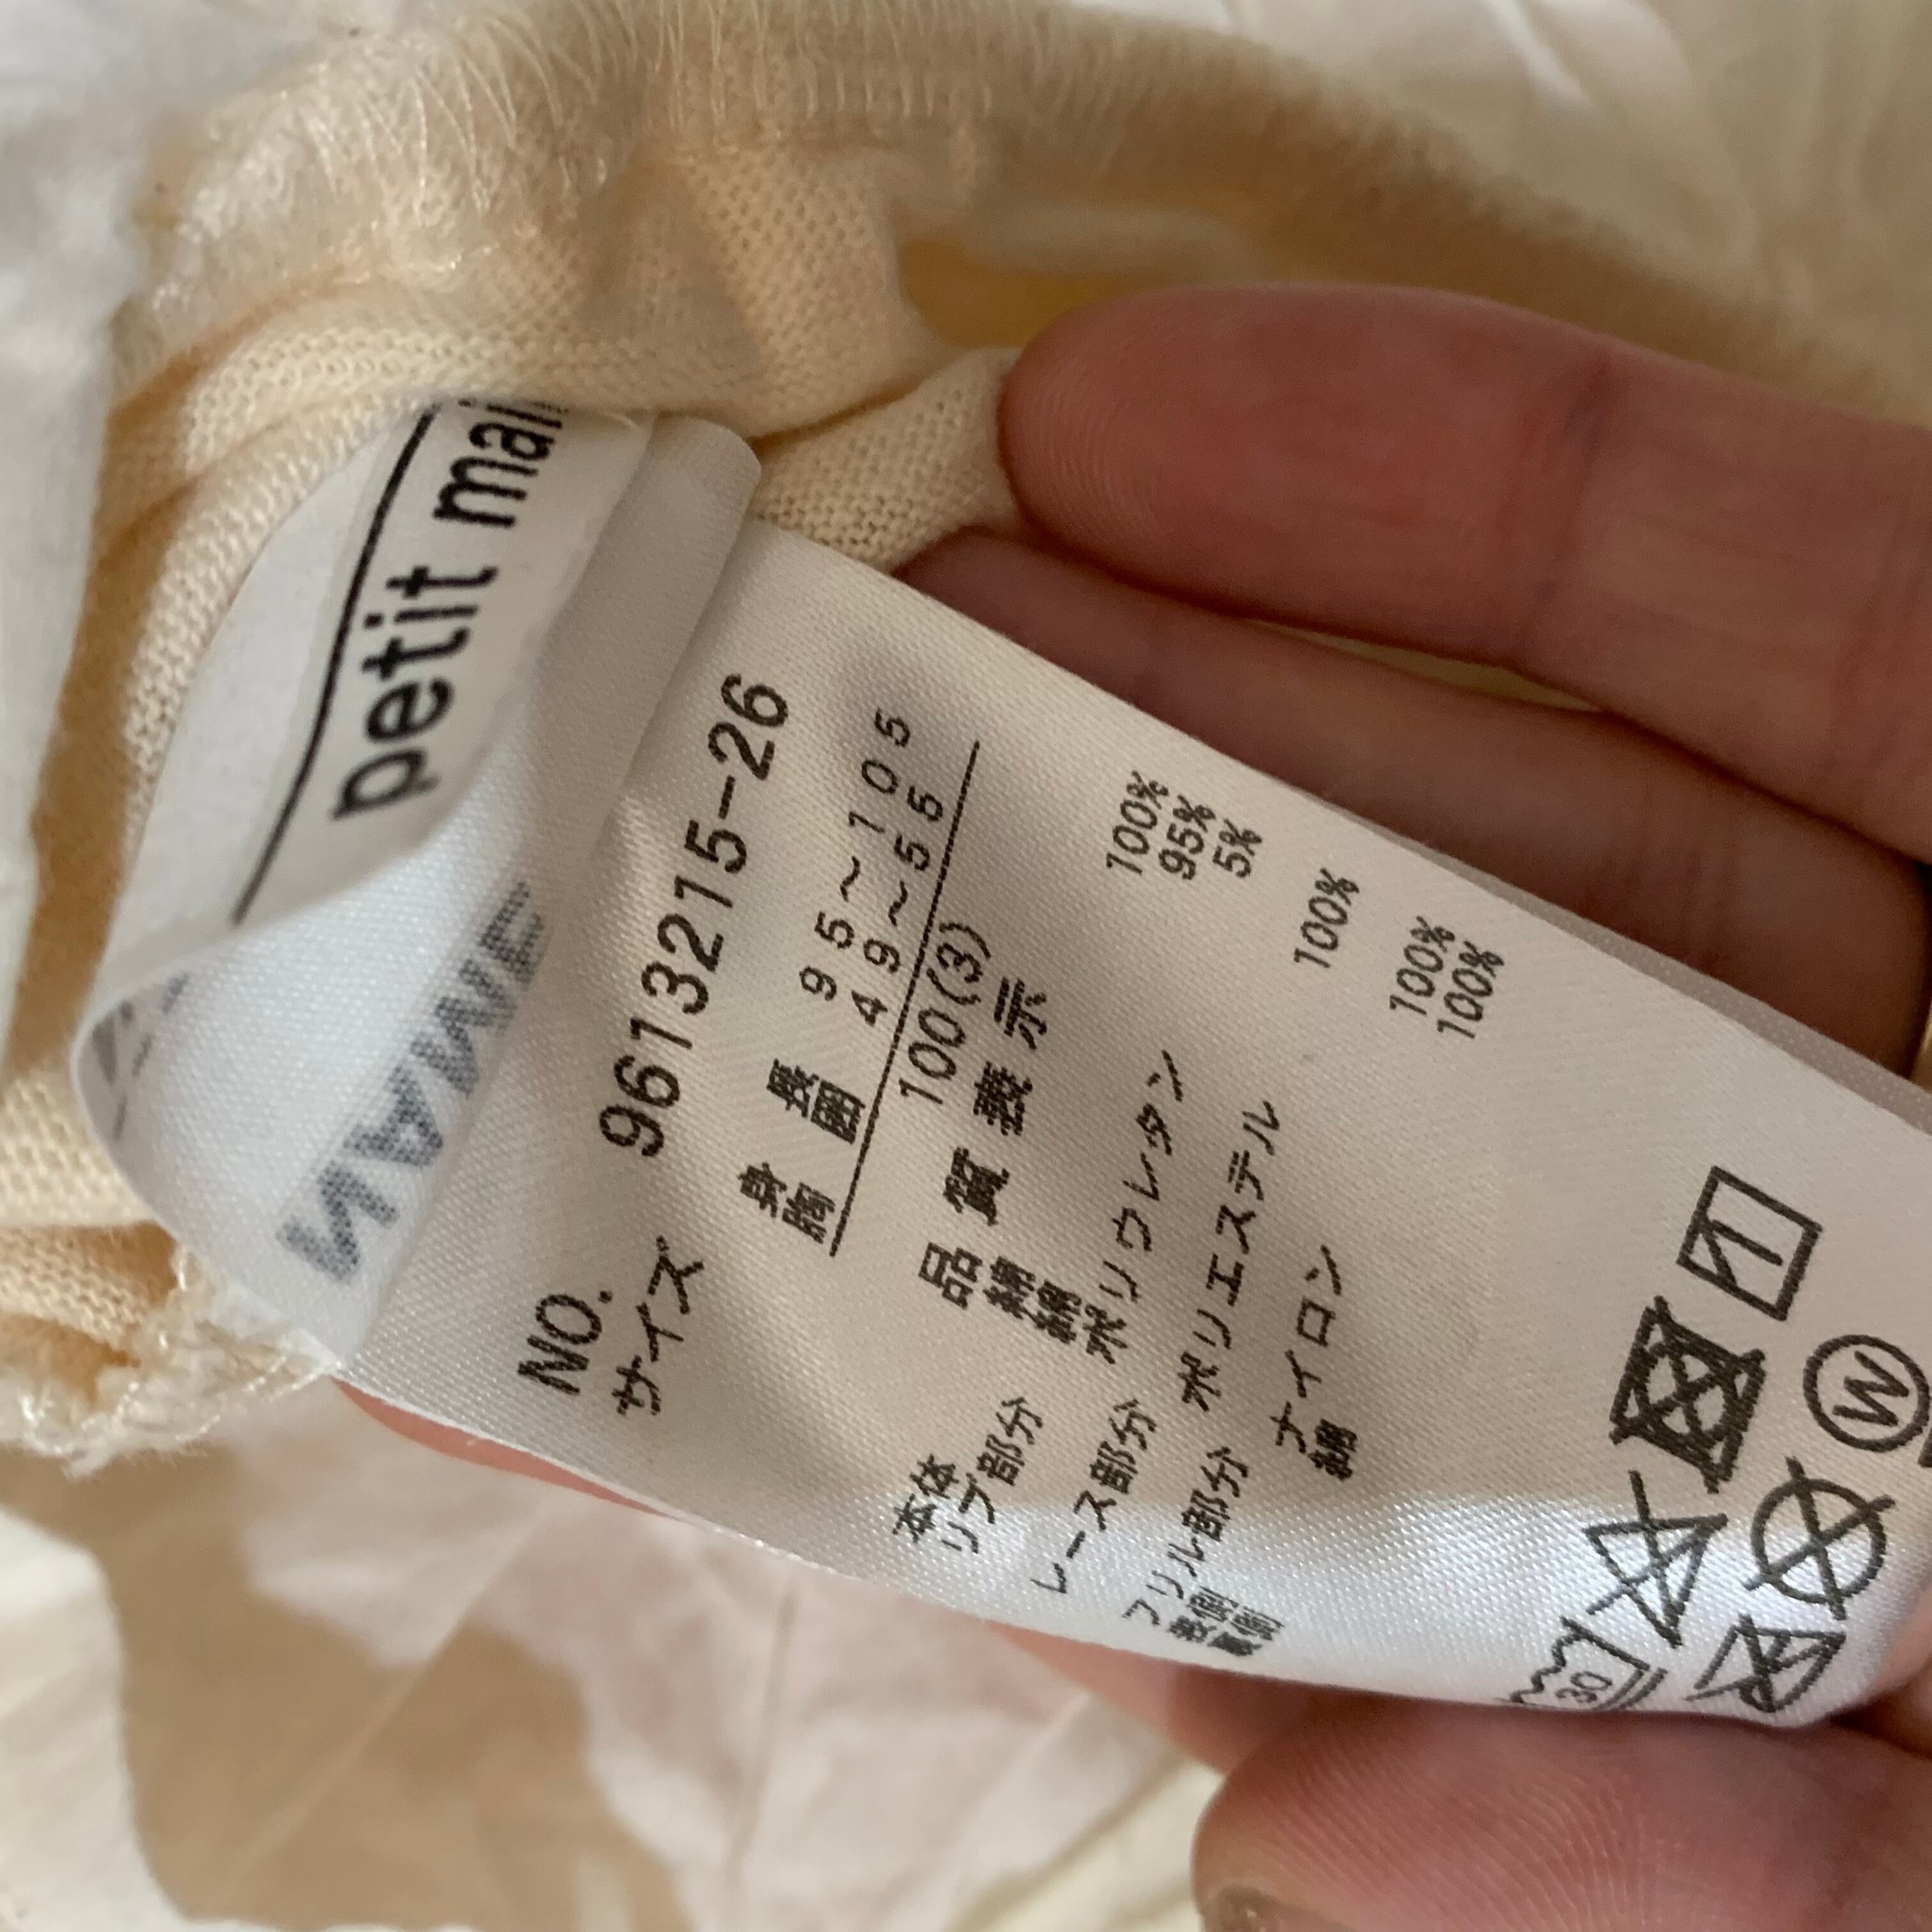 petit mai
NAME
NO. 9613215-26
サイズ
身長 95～105
胸囲 49～55
100(3)
品質表示
本体 綿 100%
リブ部分 綿 95%
ポリウレタン 5%
レース部分
ポリエステル 100%
フリル部分
表側 ナイロン 100%
裏側 綿 100%
30
W